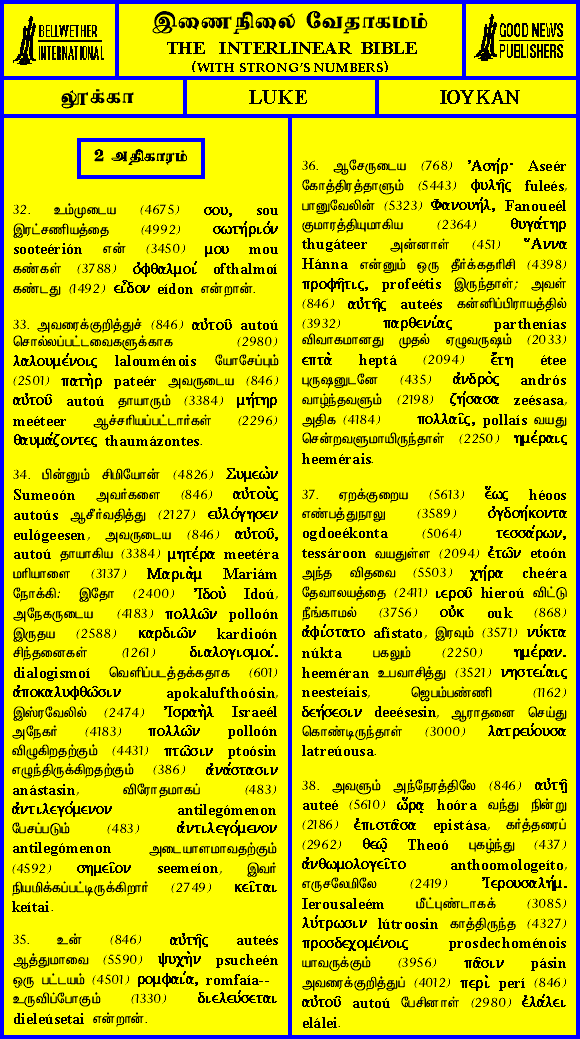 BELLWETHER
INTERNATIONAL
இணைநிலை வேதாகமம்
THE INTERLINEAR BIBLE
(WITH STRONG'S NUMBERS)
GOOD NEWS
PUBLISHERS
லூக்கா
LUKE
ΙΟΥΚΑΝ
2 அதிகாரம்
32. உம்முடைய (4675) σου, sou
இரட்சணியத்தை (4992) σωτήριόν
sooteérión என் (3450) μου mou
கண்கள் (3788) ὀφθαλμοί ofthalmoí
கண்டது (1492) εἶδον eídon என்றான்.
33. அவரைக்குறித்துச் (846) αὐτοῦ autoú
சொல்லப்பட்டவைகளுக்காக (2980)
λαλουμένοις lalouménois யோசேப்பும்
(2501) πατὴρ pateér அவருடைய (846)
αὐτοῦ autoú தாயாரும் (3384) μήτηρ
meéteer ஆச்சரியப்பட்டார்கள் (2296)
θαυμάζοντες thaumázontes.
34. பின்னும் சிமியோன் (4826) Συμεὼν
Sumeoón அவர்களை (846) αὐτοὺς
autoús ஆசீர்வதித்து (2127) εὐλόγησεν
eulógeesen, அவருடைய (846) αὐτοῦ,
autoú தாயாகிய (3384) μητέρα meetéra
மரியாளை (3137) Μαριὰμ Mariám
நோக்கி: இதோ (2400) Ἰδοὺ Idoú,
அநேகருடைய (4183) πολλῶν polloón
இருதய (2588) καρδιῶν kardioón
சிந்தனைகள் (1261) διαλογισμοί.
dialogismoí வெளிப்படத்தக்கதாக (601)
ἀποκαλυφθῶσιν apokalufthoósin,
இஸ்ரவேலில் (2474) Ἰσραὴλ Israeél
அநேகர் (4183) πολλῶν polloón
விழுகிறதற்கும் (4431) πτῶσιν ptoósin
எழுந்திருக்கிறதற்கும் (386) ἀνάστασιν
anástasin, விரோதமாகப் (483)
ἀντιλεγόμενον antilegómenon
பேசப்படும் (483) ἀντιλεγόμενον
antilegómenon அடையாளமாவதற்கும்
(4592) σημεῖον seemeíon, இவர்
நியமிக்கப்பட்டிருக்கிறார் (2749) κεῖται
keítai.
35. உன் (846) αὐτῆς auteés
ஆத்துமாவை (5590) ψυχὴν psucheén
ஒரு பட்டயம் (4501) ρομφαία, romfaía--
உருவிப்போகும் (1330) διελεύσεται
dieleúsetai என்றான்.
36. ஆசேருடைய (768) Ἀσήρ· Aseér
கோத்திரத்தாளும் (5443) φυλῆς fuleés,
பானுவேலின் (5323) Φανουήλ, Fanoueél
குமாரத்தியுமாகிய (2364) θυγάτηρ
thugáteer அன்னாள் (451) Ἅννα
Hánna என்னும் ஒரு தீர்க்கதரிசி (4398)
προφῆτις, profeétis இருந்தாள்; அவள்
(846) αὐτῆς auteés கன்னிப்பிராயத்தில்
(3932) παρθενίας parthenías
விவாகமானது முதல் ஏழுவருஷம் (2033)
επτὰ heptá (2094) ἔτη étee
புருஷனுடனே (435) ἀνδρὸς andrós
வாழ்ந்தவளும் (2198) ζήσασα zeésasa,
அதிக (4184) πολλαῖς, pollaís வயது
சென்றவளுமாயிருந்தாள் (2250) ημέραις
heemérais.
37. ஏறக்குறைய (5613) ἕως héoos
எண்பத்துநாலு (3589) ὀγδσήκοντα
ogdoeékonta (5064) τεσσάρων,
tessároon வயதுள்ள (2094) ἐτῶν etoón
அந்த விதவை (5503) χήρα cheéra
தேவாலயத்தை (2411) ιεροῦ hieroú விட்டு
நீங்காமல் (3756) οὐκ ouk (868)
ἀφίστατο afístato, இரவும் (3571) νύκτα
núkta பகலும் (2250) ημέραν.
heeméran உபவாசித்து (3521) νηστείαις
neesteíais, ஜெபம்பண்ணி (1162)
δεήσεσιν deeésesin, ஆராதனை செய்து
கொண்டிருந்தாள் (3000) λατρεύουσα
latreúousa.
38. அவளும் அந்நேரத்திலே (846) αὐτῇ
auteé (5610) ὥρᾳ hoóra வந்து நின்று
(2186) ἐπιστᾶσα epistása, கர்த்தரைப்
(2962) θεῷ Theoó புகழ்ந்து (437)
ἀνθωμολογεῖτο anthoomologeíto,
எருசலேமிலே (2419) Ἰερουσαλήμ.
Ierousaleém மீட்புண்டாகக் (3085)
λύτρωσιν lútroosin காத்திருந்த (4327)
προσδεχομένοις prosdechoménois
யாவருக்கும் (3956) πᾶσιν pásin
அவரைக்குறித்துப் (4012) περὶ perí (846)
αὐτοῦ autoú பேசினாள் (2980) ἐλάλει
elálei.